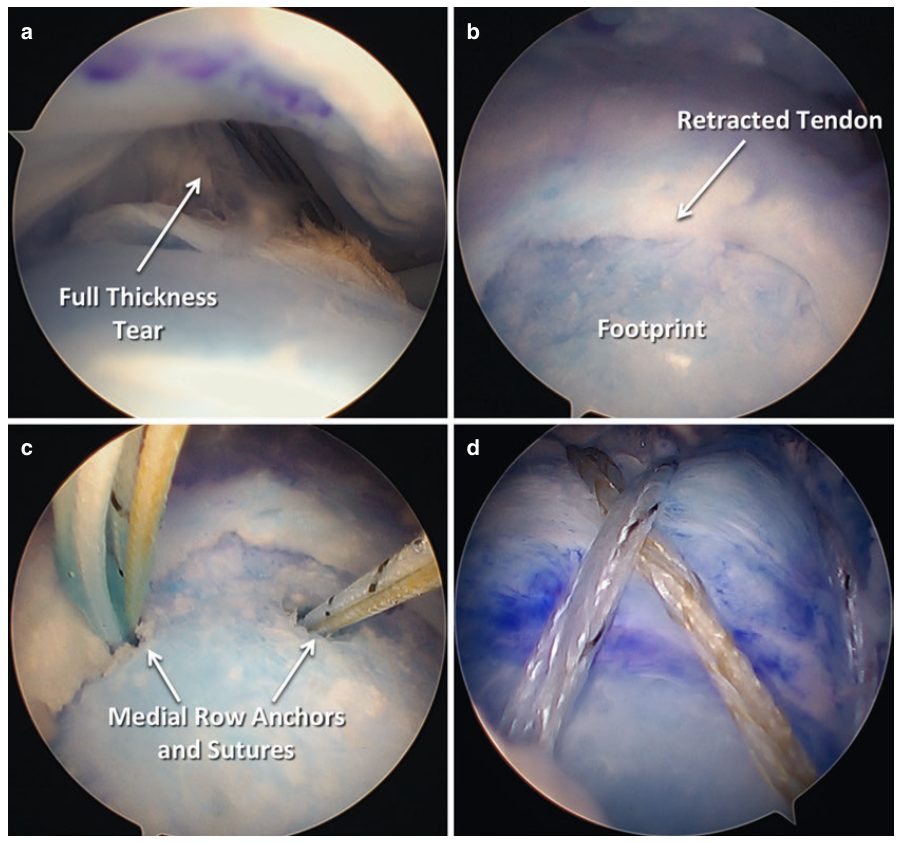 a
Full Thickness
Tear
b
Retracted Tendon
Footprint
c
Medial Row Anchors
and Sutures
d